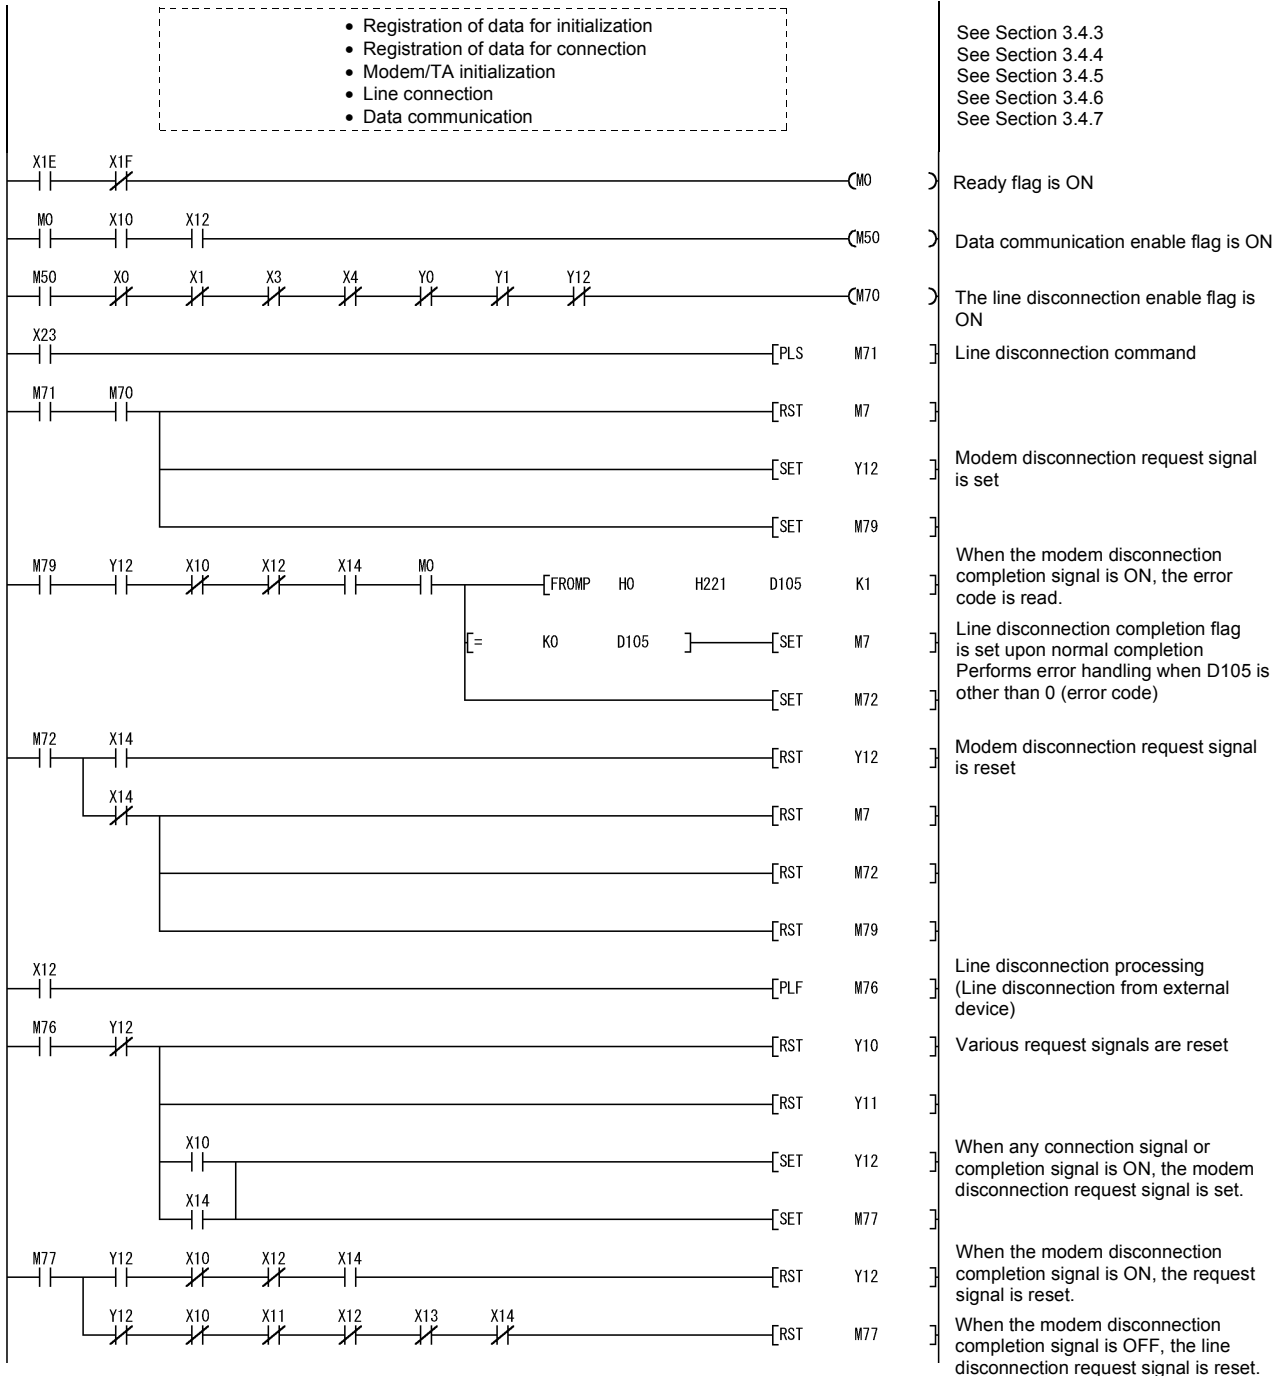 • Registration of data for initialization
• Registration of data for connection
• Modem/TA initialization
• Line connection
• Data communication
See Section 3.4.3
See Section 3.4.4
See Section 3.4.5
See Section 3.4.6
See Section 3.4.7
X1E X1F
M0 Ready flag is ON
M0 X10 X12
M50 Data communication enable flag is ON
M50 X0 X1 X3 X4 Y0 Y1 Y12
M70 The line disconnection enable flag is
ON
X23
PLS M71 Line disconnection command
M71 M70
RST M7
SET Y12 Modem disconnection request signal
is set
SET M79
M79 Y12 X10 X12 X14 M0
FROMP H0 H221 D105 K1
When the modem disconnection
completion signal is ON, the error
code is read.
= K0 D105 SET M7
Line disconnection completion flag
is set upon normal completion
Performs error handling when D105 is
other than 0 (error code)
SET M72
M72 X14
RST Y12 Modem disconnection request signal
is reset
X14
RST M7
RST M72
RST M79
X12
PLF M76
Line disconnection processing
(Line disconnection from external
device)
M76 Y12
RST Y10 Various request signals are reset
RST Y11
X10
SET Y12
When any connection signal or
completion signal is ON, the modem
disconnection request signal is set.
X14
SET M77
M77 Y12 X10 X12 X14
RST Y12
When the modem disconnection
completion signal is ON, the request
signal is reset.
Y12 X10 X11 X12 X13 X14
RST M77
When the modem disconnection
completion signal is OFF, the line
disconnection request signal is reset.